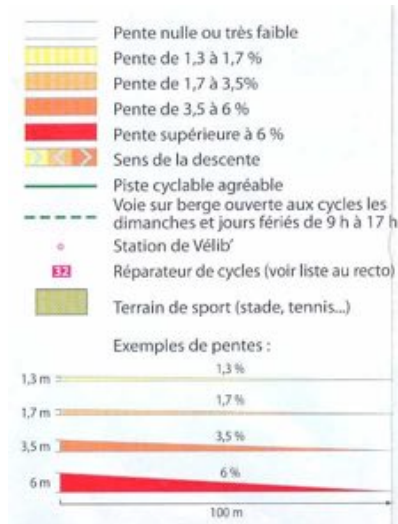 Pente nulle ou très faible
Pente de 1,3 à 1,7 %
Pente de 1,7 à 3,5%
Pente de 3,5 à 6 %
Pente supérieure à 6 %
Sens de la descente
Piste cyclable agréable
Voie sur berge ouverte aux cycles les
dimanches et jours fériés de 9 h à 17 h
Station de Vélib'
32 Réparateur de cycles (voir liste au recto)
Terrain de sport (stade, tennis...)
Exemples de pentes :
1,3 %
1,3 m
1,7 %
1,7 m
3,5 %
3,5 m
6 %
6 m
100 m